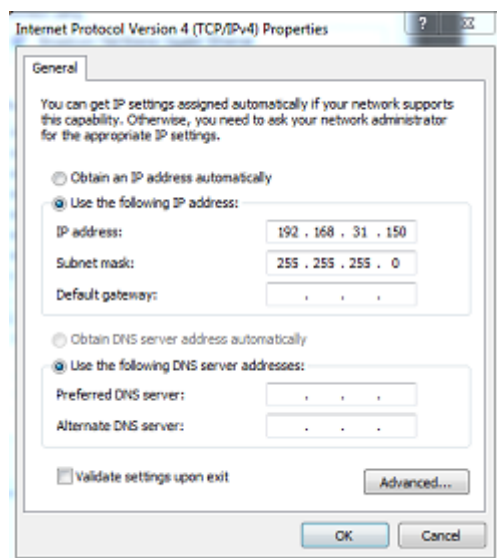 Internet Protocol Version 4 (TCP/IPv4) Properties
?
General
You can get IP settings assigned automatically if your network supports
this capability. Otherwise, you need to ask your network administrator
for the appropriate IP settings.
Obtain an IP address automatically
Use the following IP address:
IP address: 192 . 168 . 31 . 150
Subnet mask: 255 . 255 . 255 . 0
Default gateway: . . .
Obtain DNS server address automatically
Use the following DNS server addresses:
Preferred DNS server: . . .
Alternate DNS server: . . .
Validate settings upon exit
Advanced...
OK Cancel